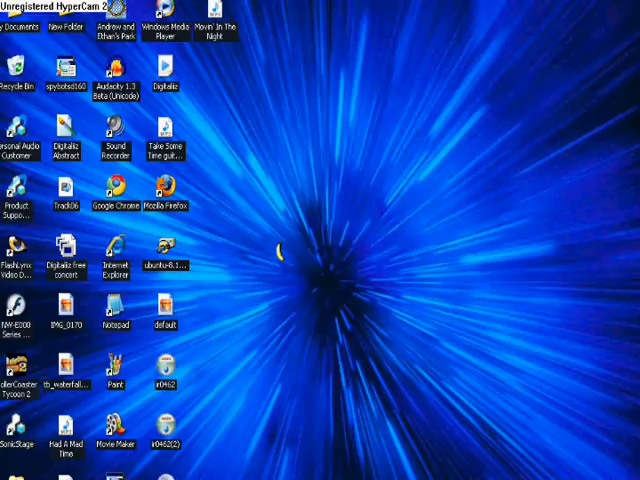 Unregistered HyperCam 2
y Documents
New Folder
Andrew and
Ethan's Park
Windows Media
Player
Movin' In The
Night
Recycle Bin
spybotsd160
Audacity 1.3
Beta (Unicode)
Digitaliz
ersonal Audio
Customer
Digitaliz
Abstract
Sound
Recorder
Take Some
Time guit...
Product
Suppo...
Track06
Google Chrome
Mozilla Firefox
FlashLynx
Video D...
Digitaliz free
concert
Internet
Explorer
ubuntu-8.1...
NW-E000
Series ...
IMG_0170
Notepad
default
ollerCoaster
Tycoon 2
tb_waterfall...
Paint
ir0462
SonicStage
Had A Mad
Time
Movie Maker
ir0462(2)